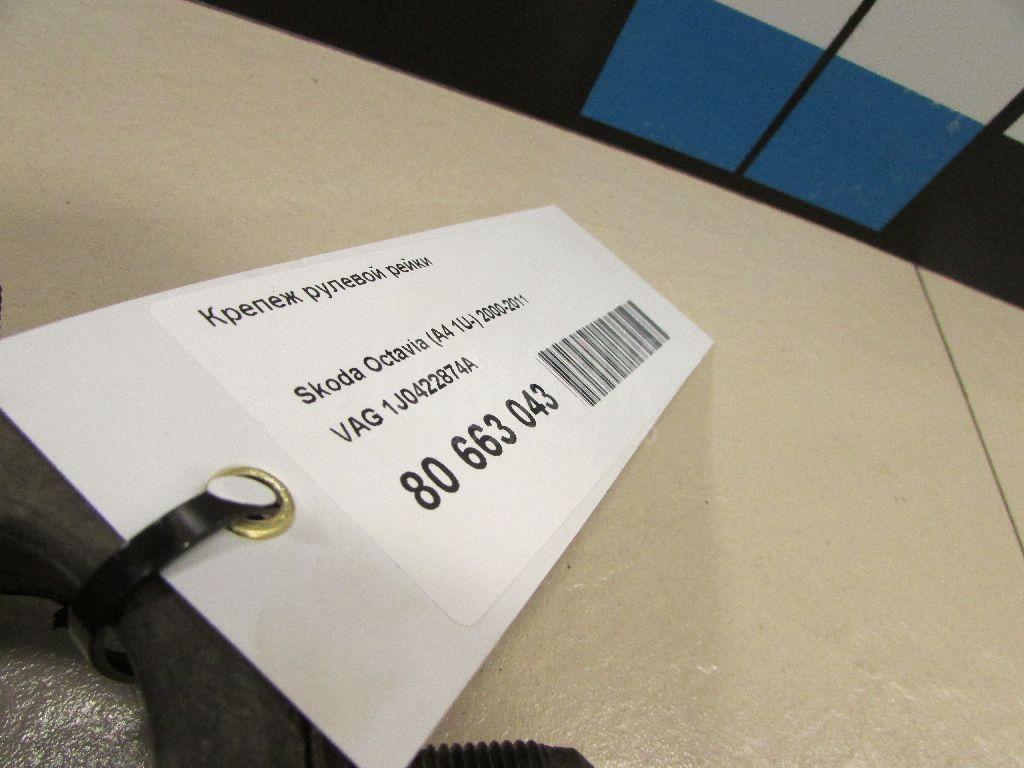 Крепеж рулевой рейки
Skoda Octavia (A4 1U-) 2000-2011
VAG 1J0422874A
80 663 043